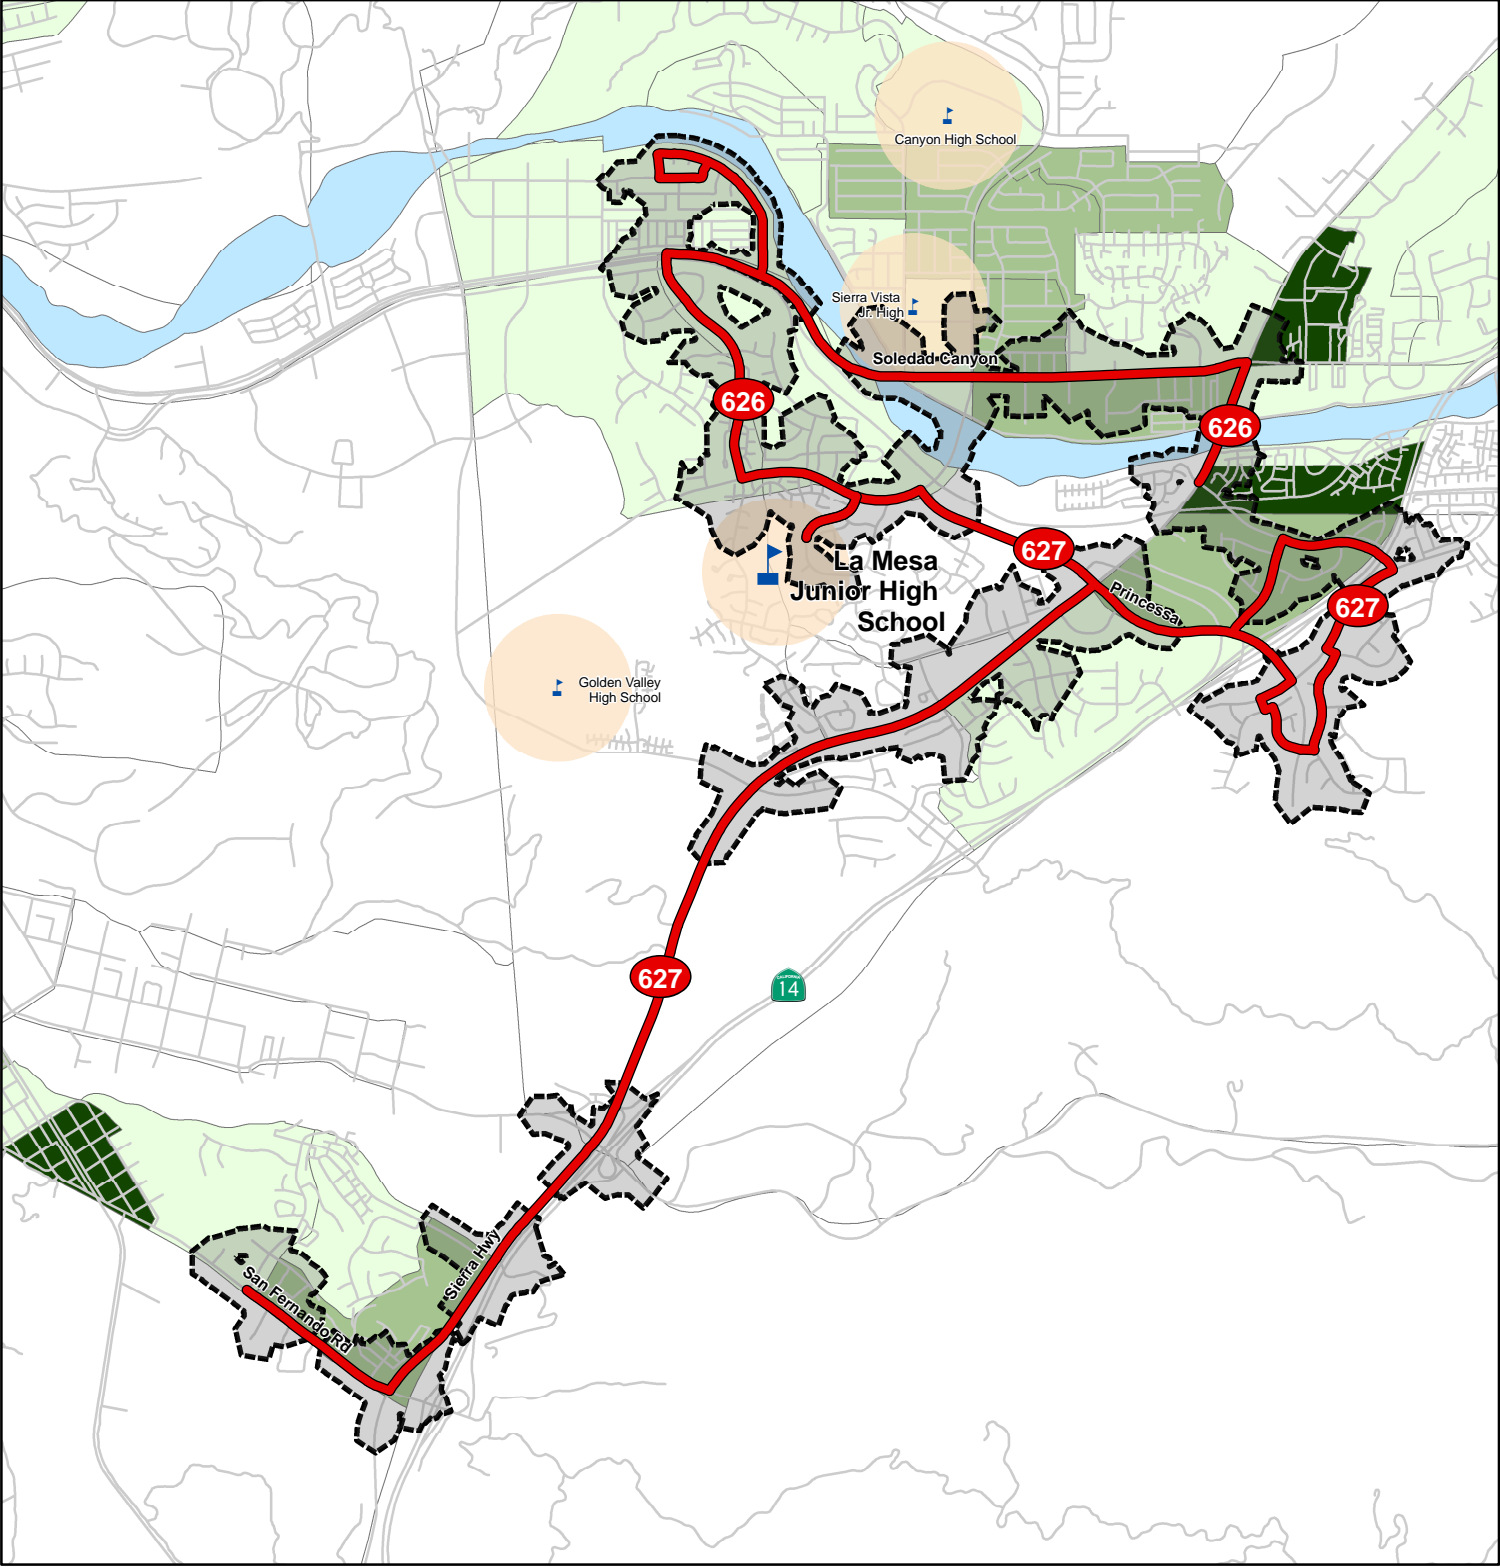 Canyon High School
Sierra Vista
Jr. High
Soledad Canyon
626
626
627
La Mesa
Junior High
School
Princessa
627
Golden Valley
High School
627
CALIFORNIA
14
Sierra Hwy
San Fernando Rd